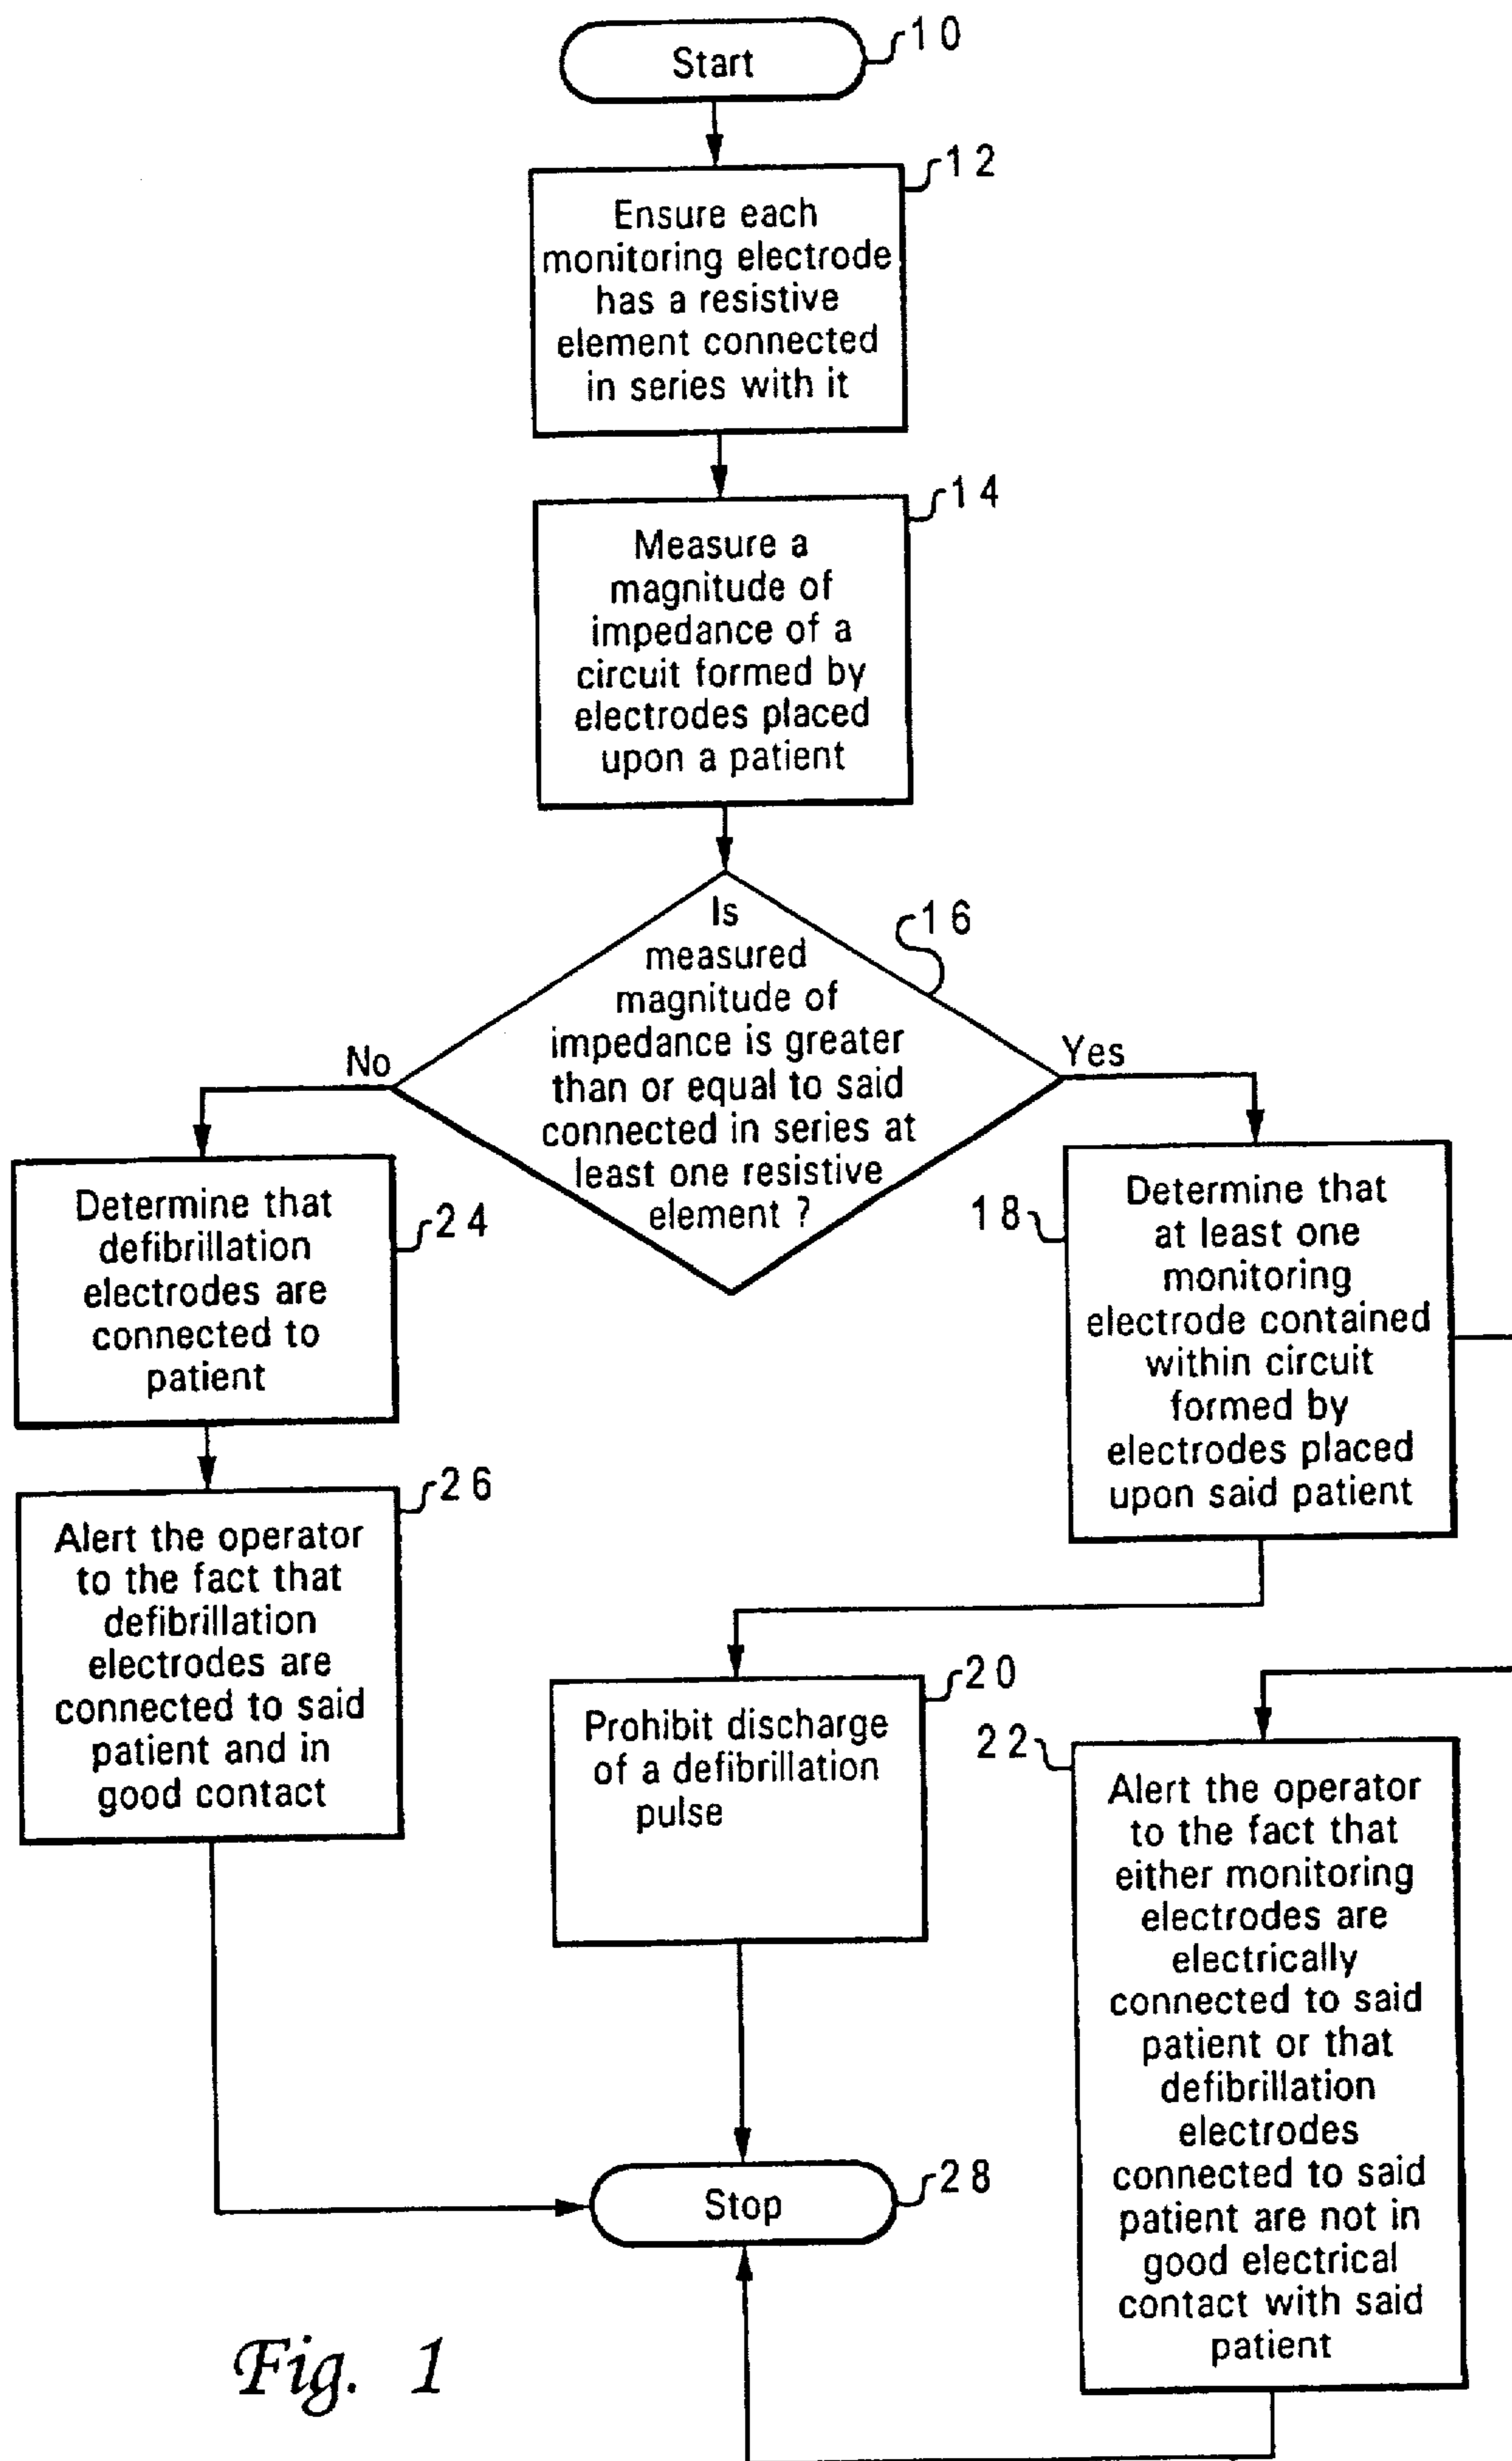 Start
10
12
Ensure each
monitoring electrode
has a resistive
element connected
in series with it
14
Measure a
magnitude of
impedance of a
circuit formed by
electrodes placed
upon a patient
16
Is
measured
magnitude of
impedance is greater
than or equal to said
connected in series at
least one resistive
element ?
No
Yes
24
Determine that
defibrillation
electrodes are
connected to
patient
18
Determine that
at least one
monitoring
electrode contained
within circuit
formed by
electrodes placed
upon said patient
26
Alert the operator
to the fact that
defibrillation
electrodes are
connected to said
patient and in
good contact
20
Prohibit discharge
of a defibrillation
pulse
22
Alert the operator
to the fact that
either monitoring
electrodes are
electrically
connected to said
patient or that
defibrillation
electrodes
connected to said
patient are not in
good electrical
contact with said
patient
Stop
28
Fig. 1